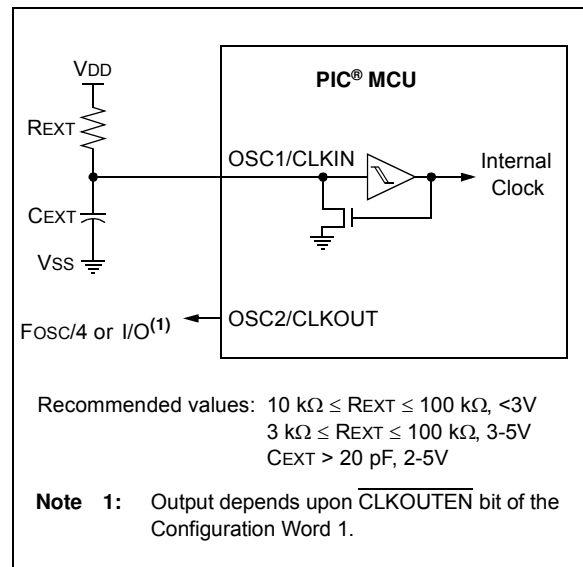 VDD
PIC® MCU
REXT
OSC1/CLKIN
Internal
Clock
CEXT
VSS
OSC2/CLKOUT
FOSC/4 or I/O(1)
Recommended values: 10 kΩ ≤ REXT ≤ 100 kΩ, <3V
3 kΩ ≤ REXT ≤ 100 kΩ, 3-5V
CEXT > 20 pF, 2-5V
Note 1: Output depends upon C̅L̅K̅O̅U̅T̅E̅N̅ bit of the
Configuration Word 1.